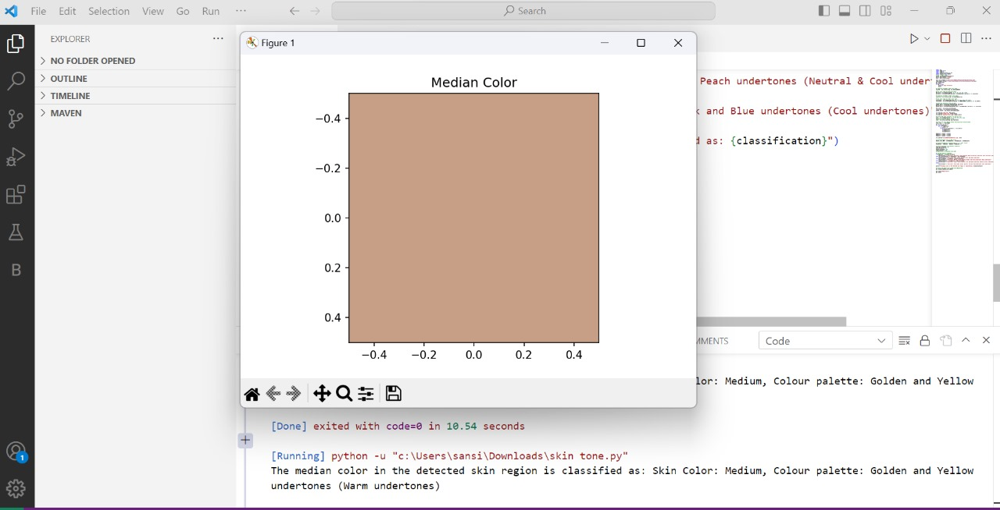 File Edit Selection View Go Run ··· Search
EXPLORER ···
NO FOLDER OPENED
OUTLINE
TIMELINE
MAVEN
Figure 1
Median Color
−0.4
−0.2
0.0
0.2
0.4
−0.4 −0.2 0.0 0.2 0.4
Peach undertones (Neutral & Cool under
and Blue undertones (Cool undertones)
as: {classification}")
Code
B
1
Medium, Colour palette: Golden and Yellow
[Done] exited with code=0 in 10.54 seconds
[Running] python -u "c:\Users\sansi\Downloads\skin tone.py"
The median color in the detected skin region is classified as: Skin Color: Medium, Colour palette: Golden and Yellow
undertones (Warm undertones)